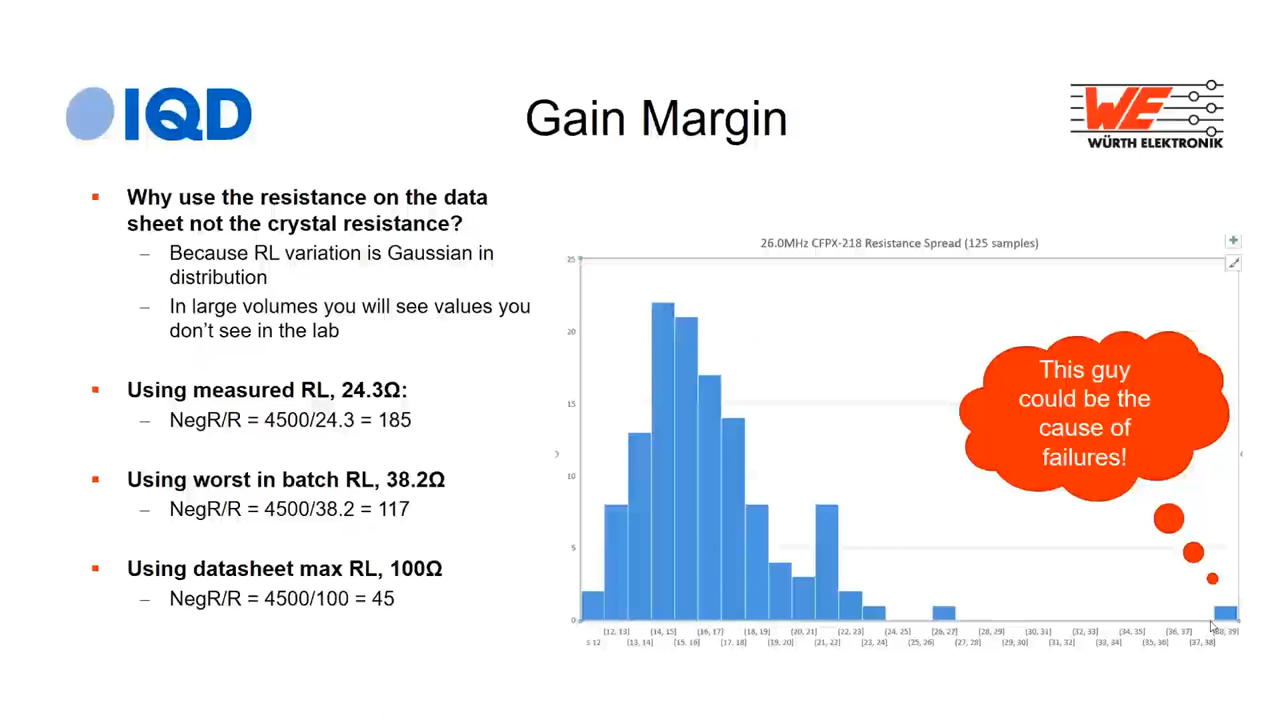 IQD
Gain Margin
WE
WÜRTH ELEKTRONIK
Why use the resistance on the data
sheet not the crystal resistance?
– Because RL variation is Gaussian in
distribution
– In large volumes you will see values you
don't see in the lab
Using measured RL, 24.3Ω:
– NegR/R = 4500/24.3 = 185
Using worst in batch RL, 38.2Ω
– NegR/R = 4500/38.2 = 117
Using datasheet max RL, 100Ω
– NegR/R = 4500/100 = 45
26.0MHz CFPX-218 Resistance Spread (125 samples)
25
20
15
10
5
0
This guy
could be the
cause of
failures!
[12, 13] [14, 15] [16, 17] [18, 19] [20, 21] [22, 23] [24, 25] [26, 27] [28, 29] [30, 31] [32, 33] [34, 35] [36, 37] [38, 39]
≤ 12 [13, 14] [15, 16] [17, 18] [19, 20] [21, 22] [23, 24] [25, 26] [27, 28] [29, 30] [31, 32] [33, 34] [35, 36] [37, 38]